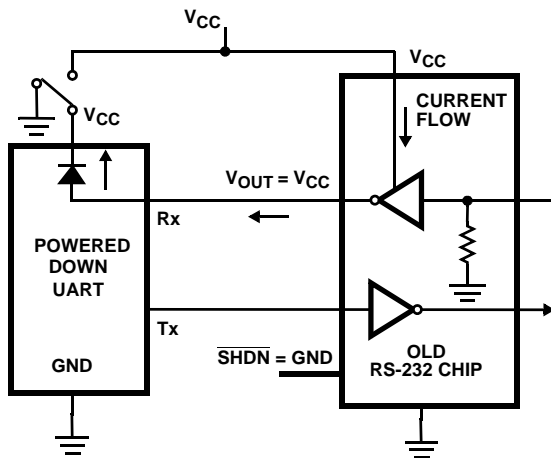 VCC
VCC
CURRENT
FLOW
VCC
VOUT = VCC
Rx
POWERED
DOWN
UART
Tx
GND
SHDN = GND
OLD
RS-232 CHIP